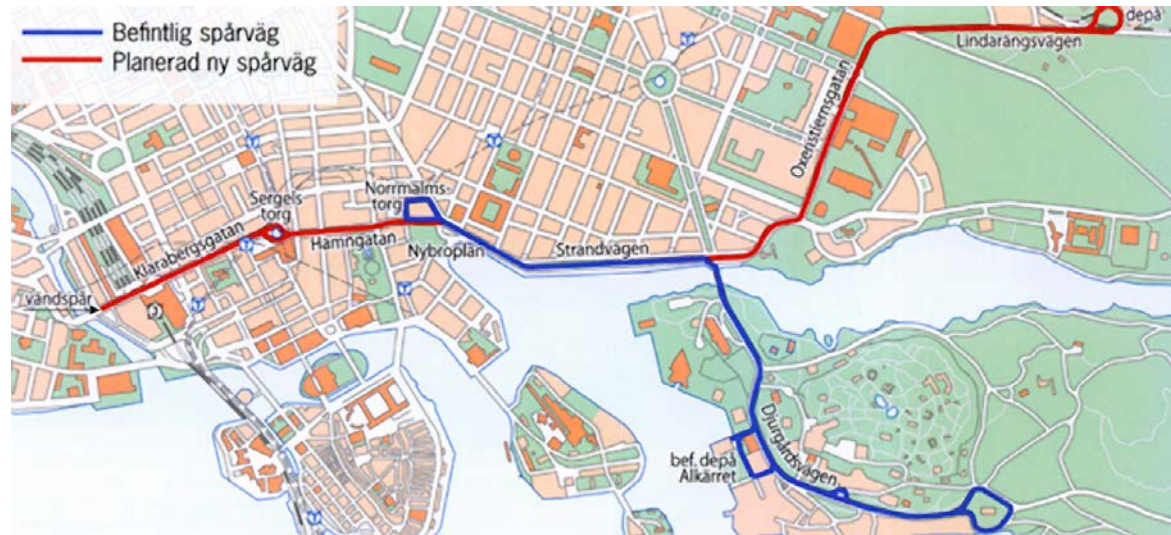 Befintlig spårväg
Planerad ny spårväg
depå
Lindarängsvägen
Oxenstiernsgatan
Norrmalms-
torg
Sergels
torg
Klarabergsgatan
Hamngatan
Nybroplan
Strandvägen
vändspår
C
Djurgårdsvägen
bef. depå
Alkärret